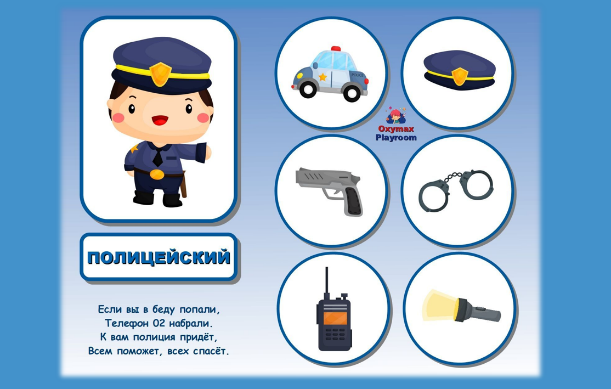 Oxymax
Playroom
ПОЛИЦЕЙСКИЙ
Если вы в беду попали,
Телефон 02 набрали.
К вам полиция придёт,
Всем поможет, всех спасёт.